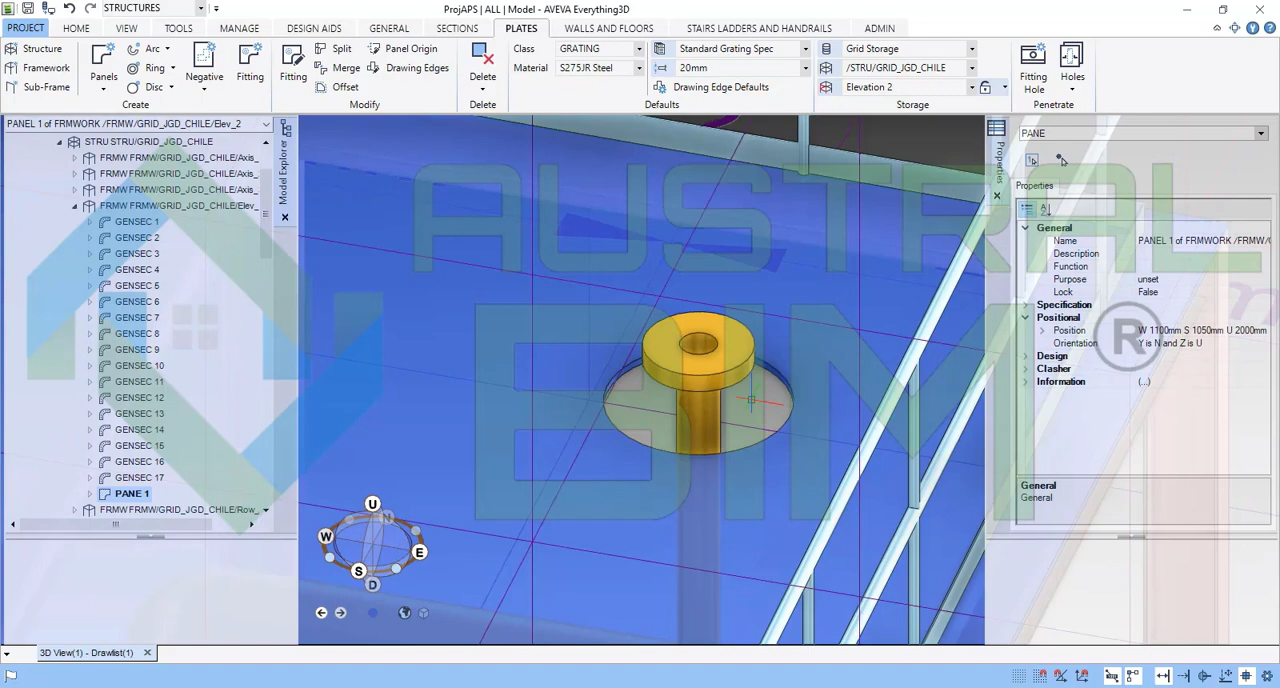 STRUCTURES
ProjAPS | ALL | Model - AVEVA Everything3D
PROJECT HOME VIEW TOOLS MANAGE DESIGN AIDS GENERAL SECTIONS PLATES WALLS AND FLOORS STAIRS LADDERS AND HANDRAILS ADMIN
Structure
Framework
Sub-Frame
Panels
Arc
Ring
Disc
Negative
Fitting
Create
Fitting
Split
Merge
Offset
Panel Origin
Drawing Edges
Modify
Delete
Delete
Class GRATING
Material S275JR Steel
Standard Grating Spec
20mm
Drawing Edge Defaults
Defaults
Grid Storage
/STRU/GRID_JGD_CHILE
Elevation 2
Storage
Fitting Hole
Holes
Penetrate
PANEL 1 of FRMWORK /FRMW/GRID_JGD_CHILE/Elev_2
STRU STRU/GRID_JGD_CHILE
FRMW FRMW/GRID_JGD_CHILE/Axis_
FRMW FRMW/GRID_JGD_CHILE/Axis_
FRMW FRMW/GRID_JGD_CHILE/Axis_
FRMW FRMW/GRID_JGD_CHILE/Elev_
GENSEC 1
GENSEC 2
GENSEC 3
GENSEC 4
GENSEC 5
GENSEC 6
GENSEC 7
GENSEC 8
GENSEC 9
GENSEC 10
GENSEC 11
GENSEC 12
GENSEC 13
GENSEC 14
GENSEC 15
GENSEC 16
GENSEC 17
PANE 1
FRMW FRMW/GRID_JGD_CHILE/Row_
Model Explorer
AUSTRAL
BIM®
U
N
W
E
S
D
Properties
PANE
Properties
General
Name PANEL 1 of FRMWORK /FRMW/G
Description
Function
Purpose unset
Lock False
Specification
Positional
Position W 1100mm S 1050mm U 2000mm
Orientation Y is N and Z is U
Design
Clasher
Information (...)
General
General
3D View(1) - Drawlist(1)